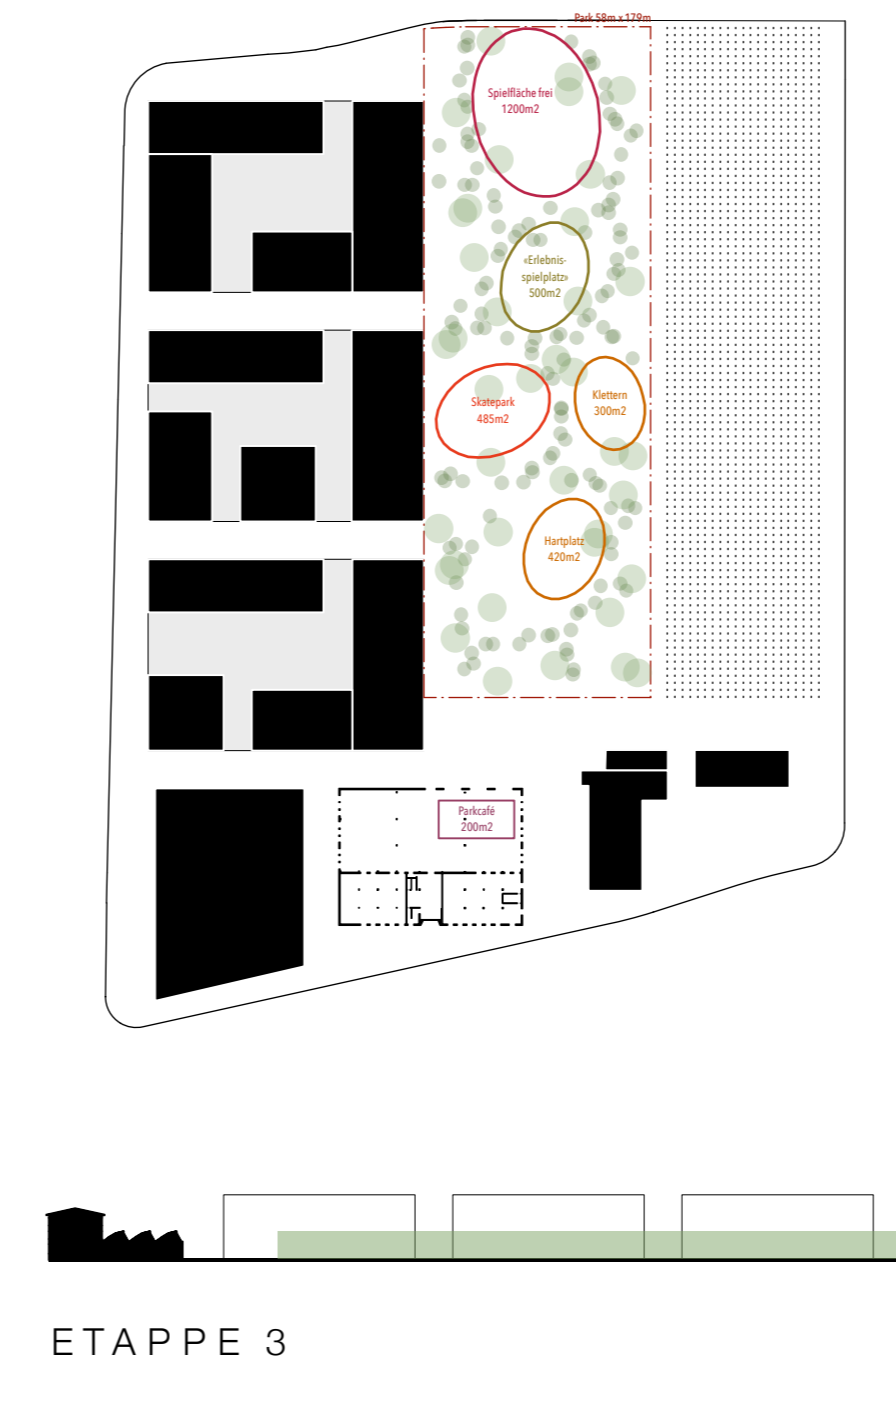 Park 58m x 179m
Spielfläche frei
1200m2
«Erlebnis-
spielplatz»
500m2
Skatepark
485m2
Klettern
300m2
Hartplatz
420m2
Parkcafé
200m2
ETAPPE 3